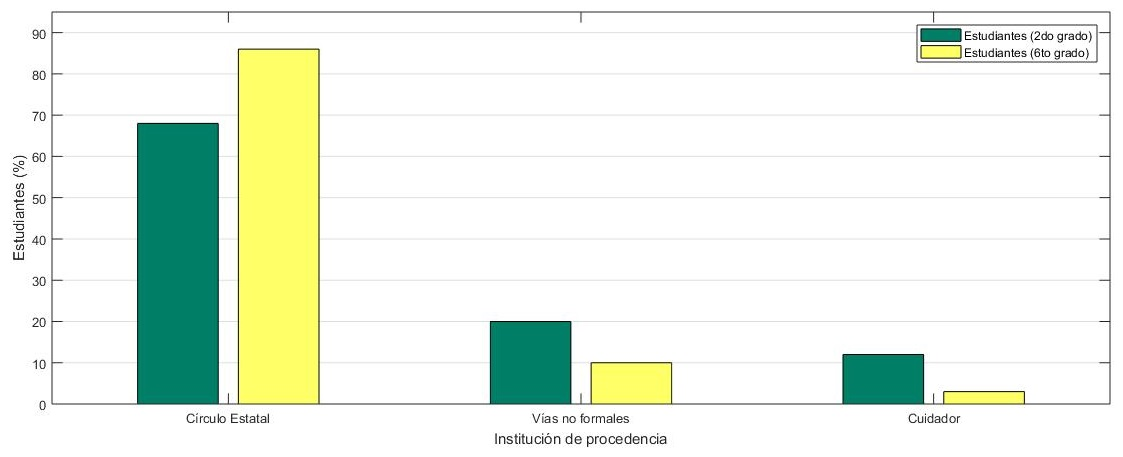 Estudiantes (2do grado)
Estudiantes (6to grado)
90
80
70
60
50
40
30
20
10
0
Estudiantes (%)
Círculo Estatal
Vías no formales
Cuidador
Institución de procedencia